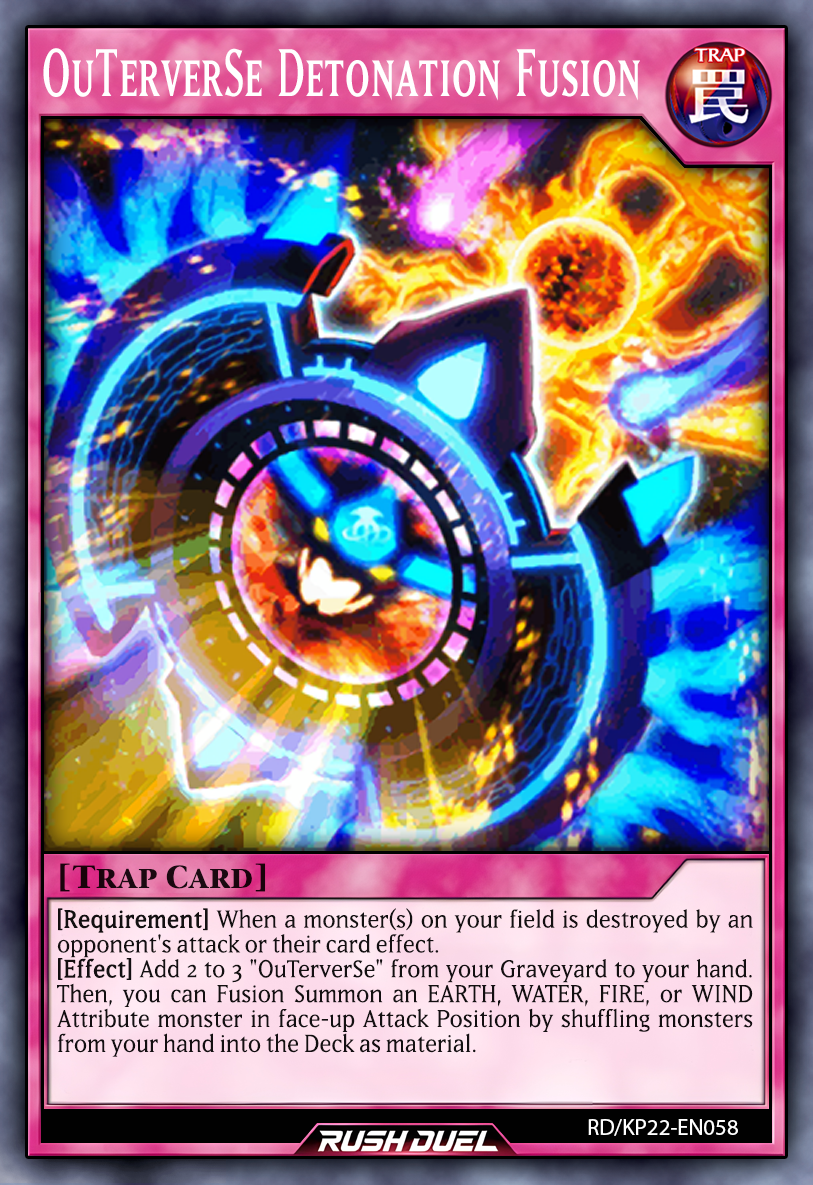 OuTerverSe Detonation Fusion
TRAP
罠
[Trap Card]
[Requirement] When a monster(s) on your field is destroyed by an
opponent's attack or their card effect.
[Effect] Add 2 to 3 "OuTerverSe" from your Graveyard to your hand.
Then, you can Fusion Summon an EARTH, WATER, FIRE, or WIND
Attribute monster in face-up Attack Position by shuffling monsters
from your hand into the Deck as material.
RD/KP22-EN058
RUSH DUEL